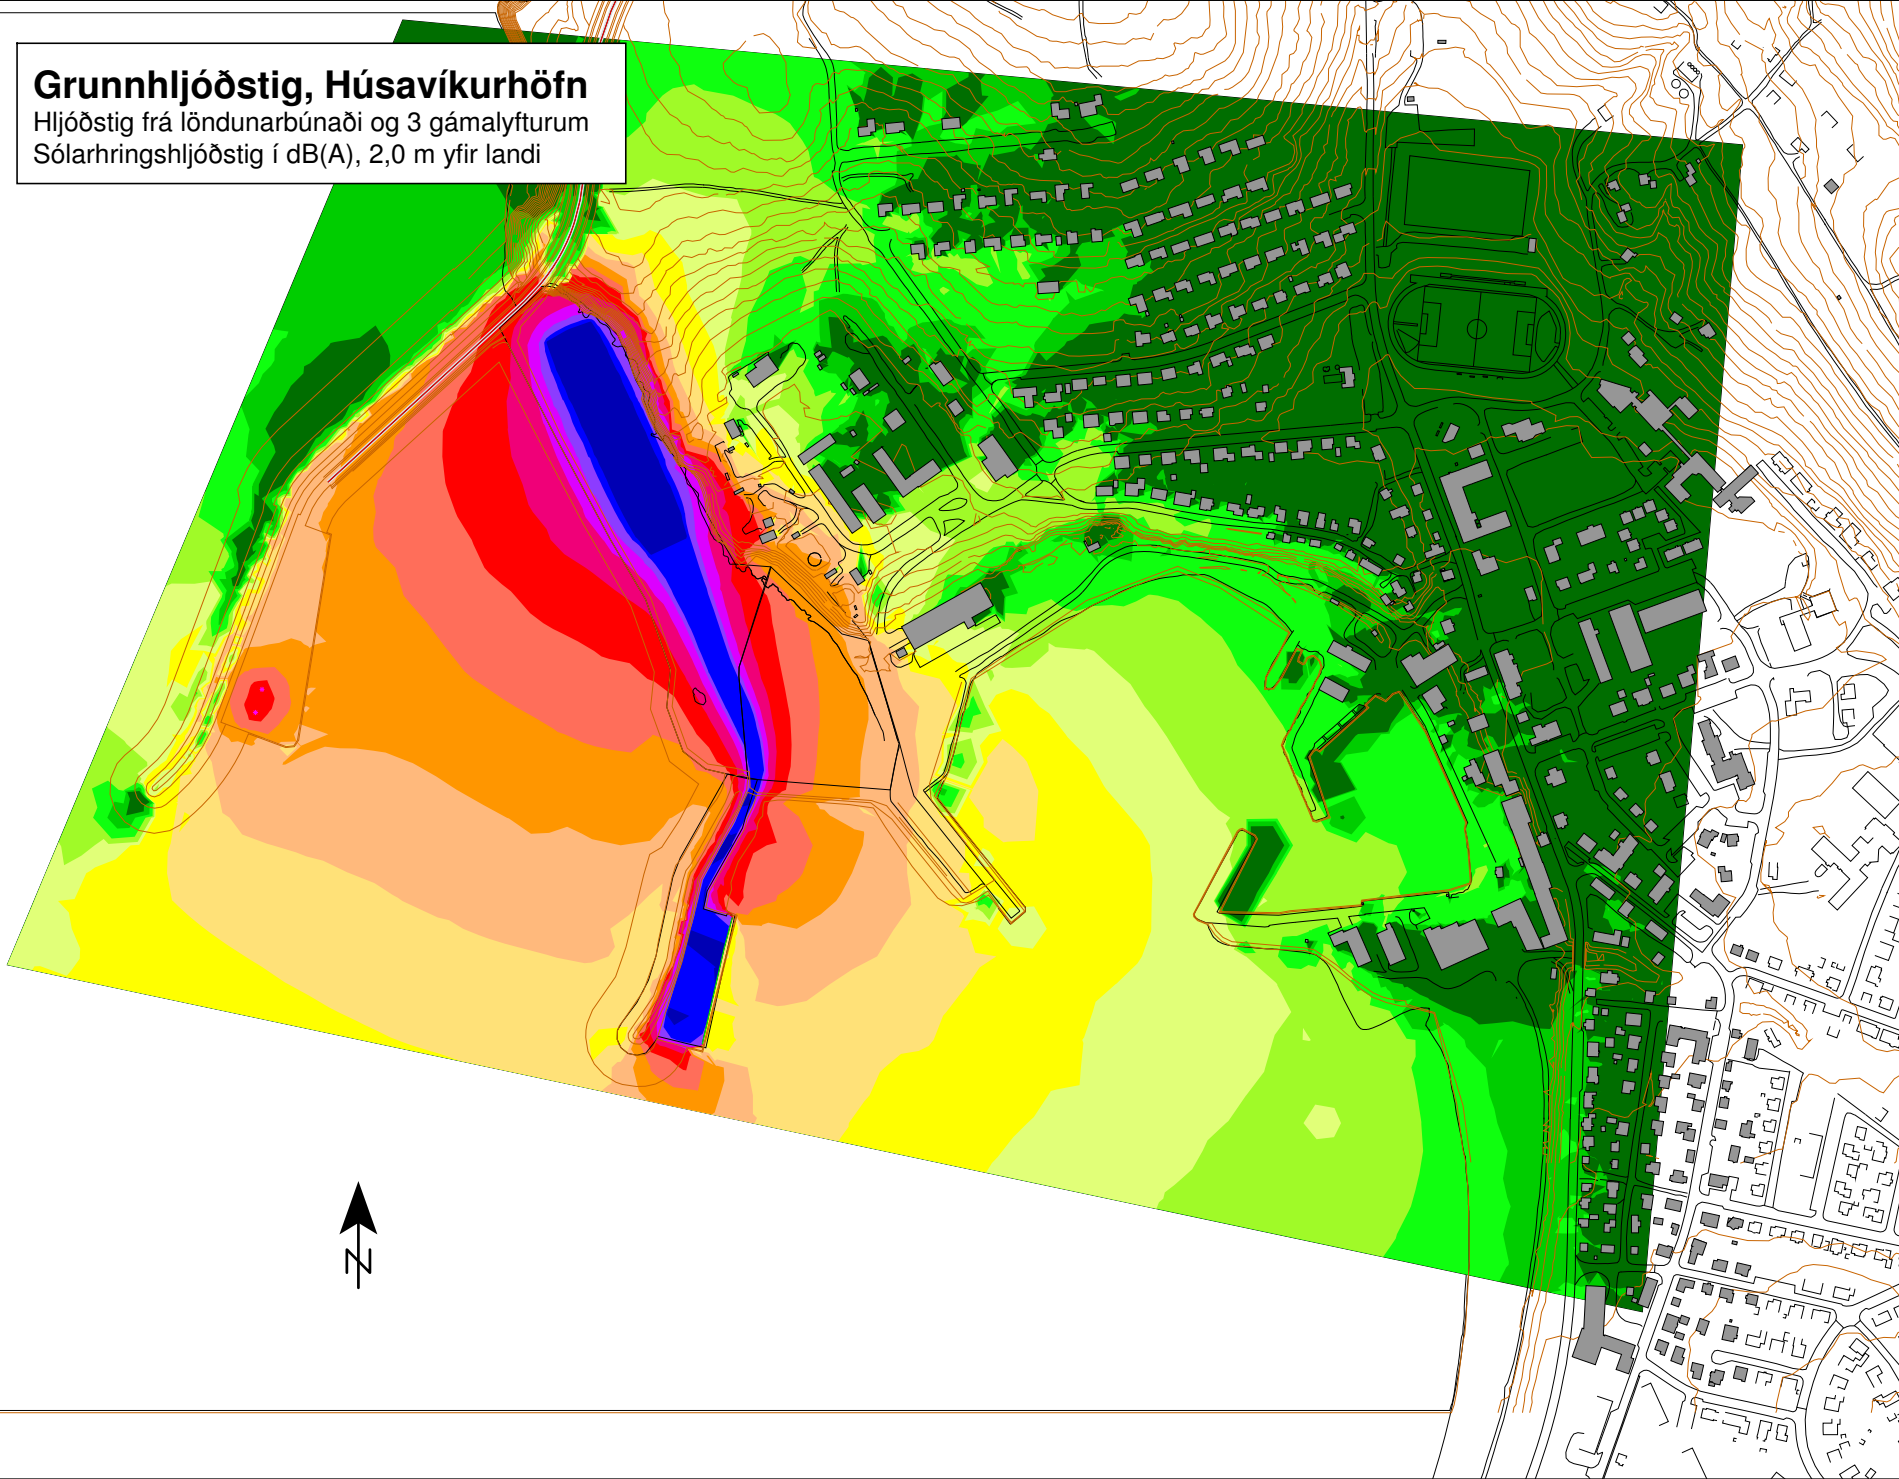 Grunnhljóðstig, Húsavíkurhöfn
Hljóðstig frá löndunarbúnaði og 3 gámalyfturum
Sólarhringshljóðstig í dB(A), 2,0 m yfir landi
N